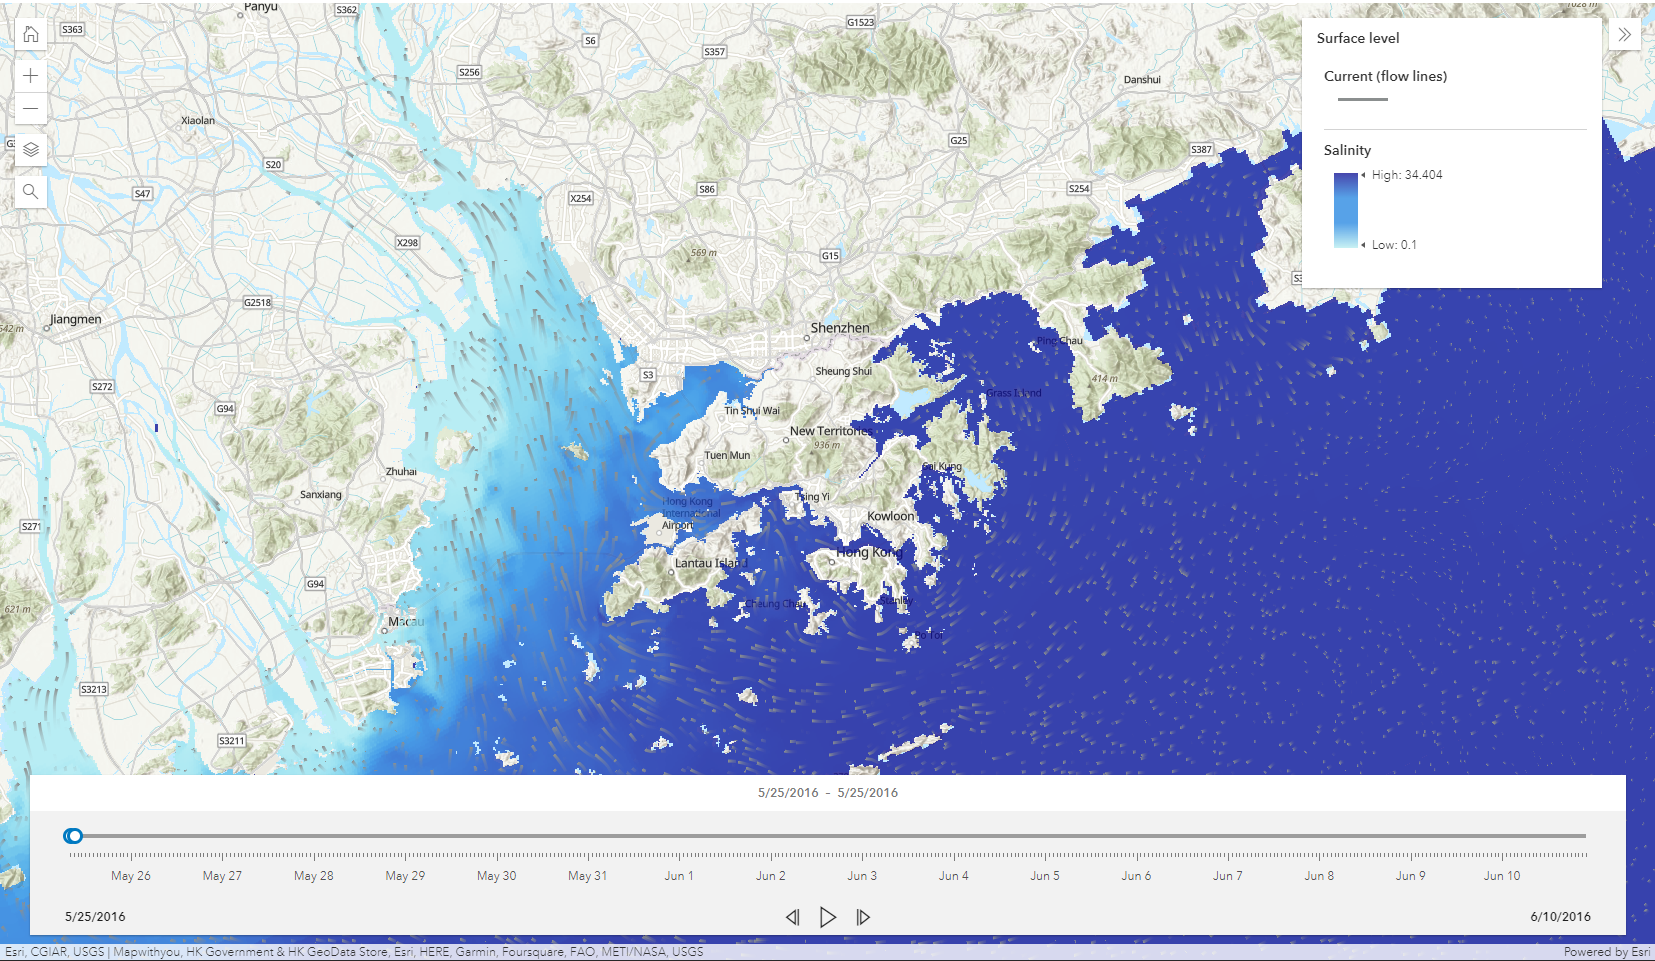 Panyu
S362
1028 m
S363
G1523
S6
S357
S256
Danshui
Xiaolan
G25
S387
S20
S47
S86
S254
X254
X298
569 m
G15
G2518
Jiangmen
542 m
Shenzhen
Ping Chau
S3
Sheung Shui
414 m
S272
Grass Island
G94
Tin Shui Wai
New Territories
936 m
Tuen Mun
Sai Kung
Zhuhai
Sanxiang
Tsing Yi
Hong Kong
International
Airport
Kowloon
S271
Hong Kong
Lantau Island
G94
Cheung Chau
Stanley
621 m
Macau
Po Toi
S3213
S3211
Surface level
Current (flow lines)
Salinity
High: 34.404
Low: 0.1
5/25/2016 - 5/25/2016
May 26 May 27 May 28 May 29 May 30 May 31 Jun 1 Jun 2 Jun 3 Jun 4 Jun 5 Jun 6 Jun 7 Jun 8 Jun 9 Jun 10
5/25/2016 6/10/2016
Esri, CGIAR, USGS | Mapwithyou, HK Government & HK GeoData Store, Esri, HERE, Garmin, Foursquare, FAO, METI/NASA, USGS Powered by Esri